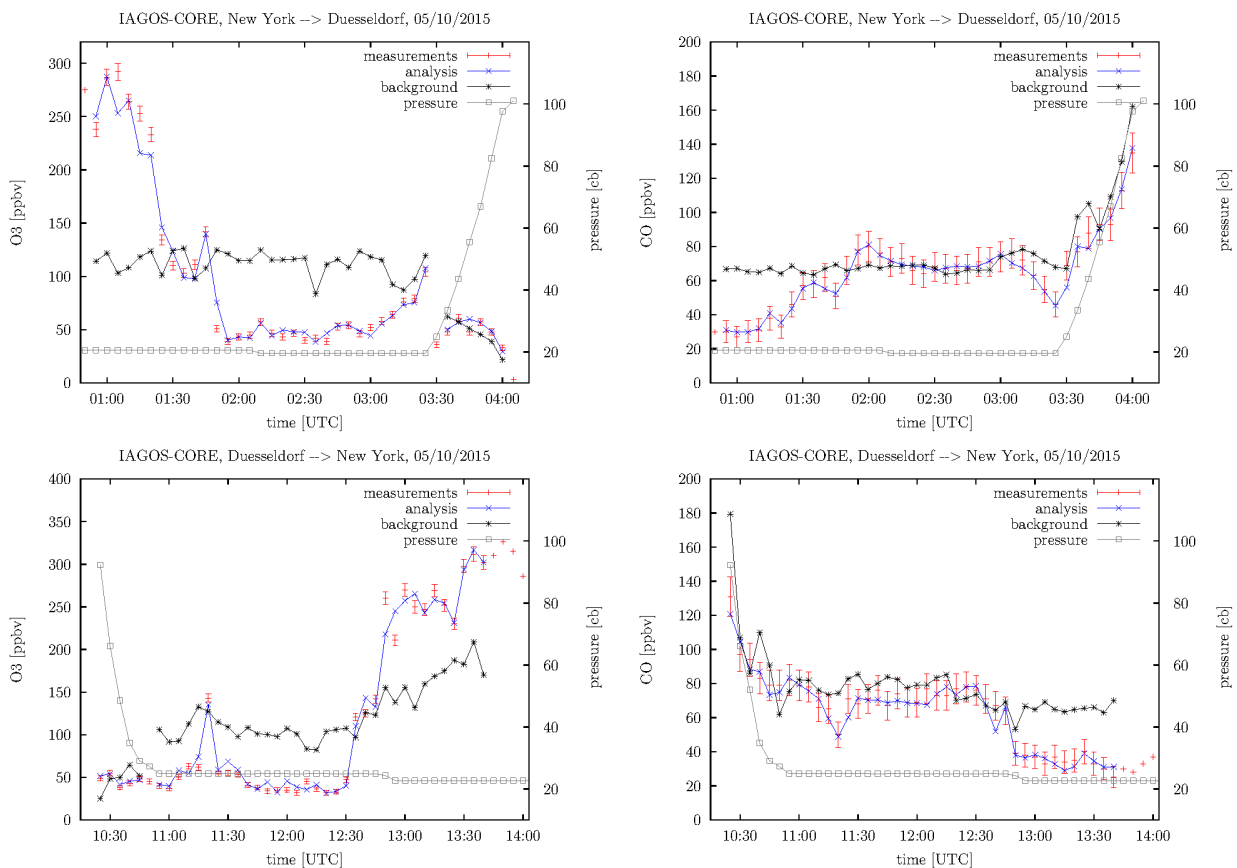 IAGOS-CORE, New York --> Duesseldorf, 05/10/2015
O3 [ppbv]
300
250
200
150
100
50
0
measurements
analysis
background
pressure
100
80
60
40
20
pressure [cb]
01:00 01:30 02:00 02:30 03:00 03:30 04:00
time [UTC]
IAGOS-CORE, New York --> Duesseldorf, 05/10/2015
CO [ppbv]
200
180
160
140
120
100
80
60
40
20
0
measurements
analysis
background
pressure
100
80
60
40
20
pressure [cb]
01:00 01:30 02:00 02:30 03:00 03:30 04:00
time [UTC]
IAGOS-CORE, Duesseldorf --> New York, 05/10/2015
O3 [ppbv]
400
350
300
250
200
150
100
50
0
measurements
analysis
background
pressure
100
80
60
40
20
pressure [cb]
10:30 11:00 11:30 12:00 12:30 13:00 13:30 14:00
time [UTC]
IAGOS-CORE, Duesseldorf --> New York, 05/10/2015
CO [ppbv]
200
180
160
140
120
100
80
60
40
20
0
measurements
analysis
background
pressure
100
80
60
40
20
pressure [cb]
10:30 11:00 11:30 12:00 12:30 13:00 13:30 14:00
time [UTC]